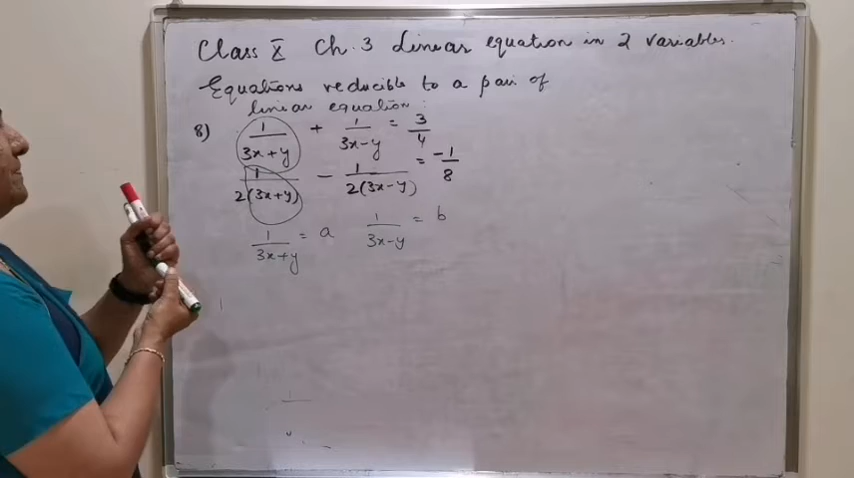 Class X Ch. 3 Linear equation in 2 variables.
Equations reducible to a pair of
linear equation :
8) 1/(3x+y) + 1/(3x-y) = 3/4
1/2(3x+y) - 1/2(3x-y) = -1/8
1/(3x+y) = a 1/(3x-y) = b